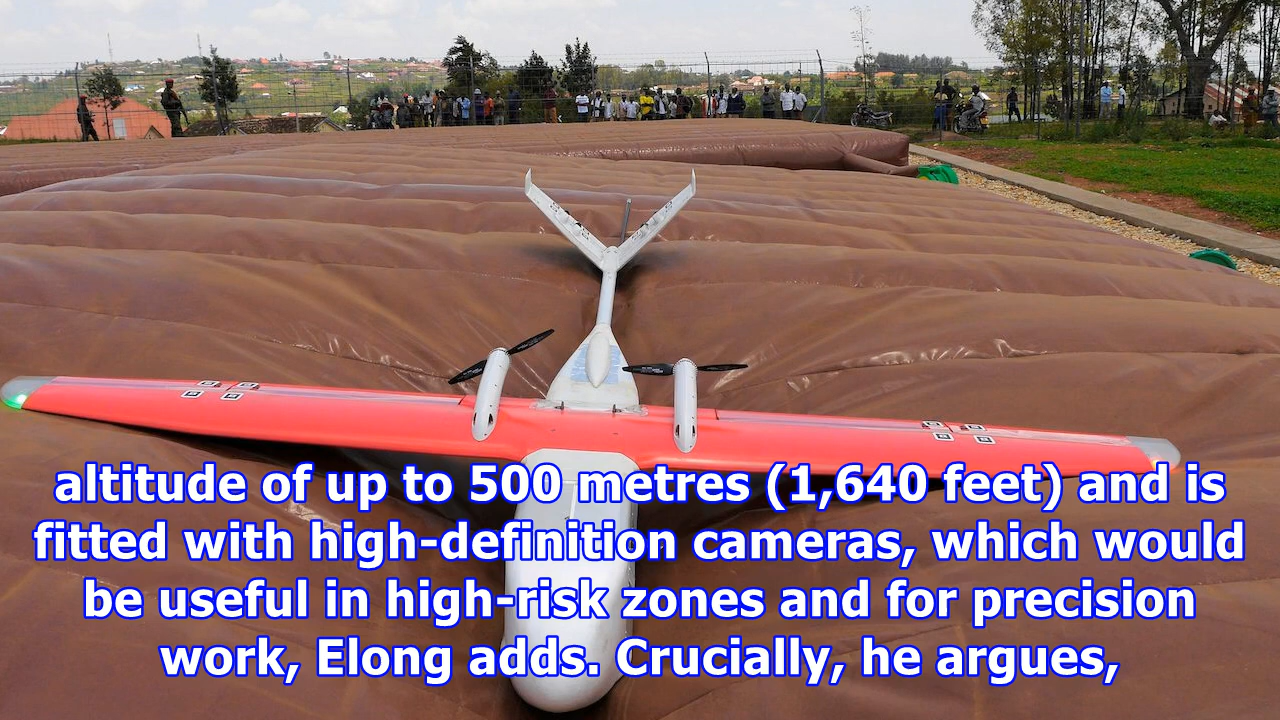 altitude of up to 500 metres (1,640 feet) and is
fitted with high-definition cameras, which would
be useful in high-risk zones and for precision
work, Elong adds. Crucially, he argues,